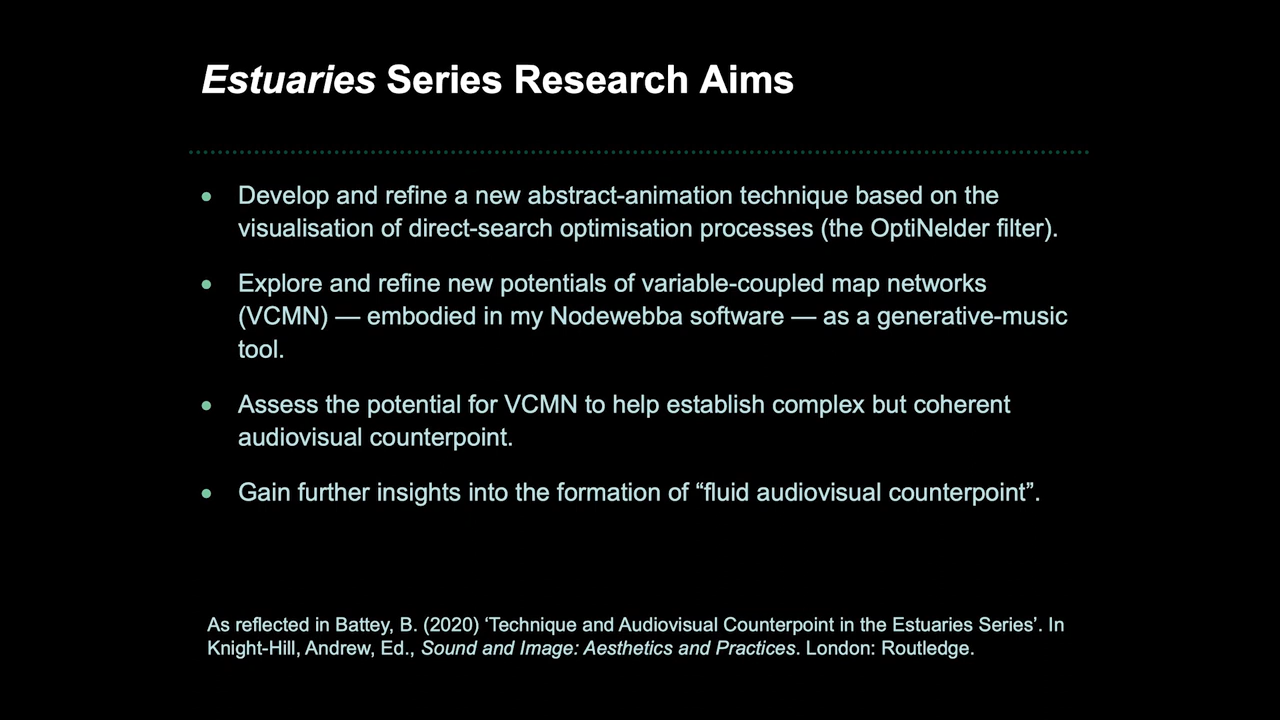 Estuaries Series Research Aims
• Develop and refine a new abstract-animation technique based on the
visualisation of direct-search optimisation processes (the OptiNelder filter).
• Explore and refine new potentials of variable-coupled map networks
(VCMN) — embodied in my Nodewebba software — as a generative-music
tool.
• Assess the potential for VCMN to help establish complex but coherent
audiovisual counterpoint.
• Gain further insights into the formation of “fluid audiovisual counterpoint”.
As reflected in Battey, B. (2020) ‘Technique and Audiovisual Counterpoint in the Estuaries Series’. In
Knight-Hill, Andrew, Ed., Sound and Image: Aesthetics and Practices. London: Routledge.